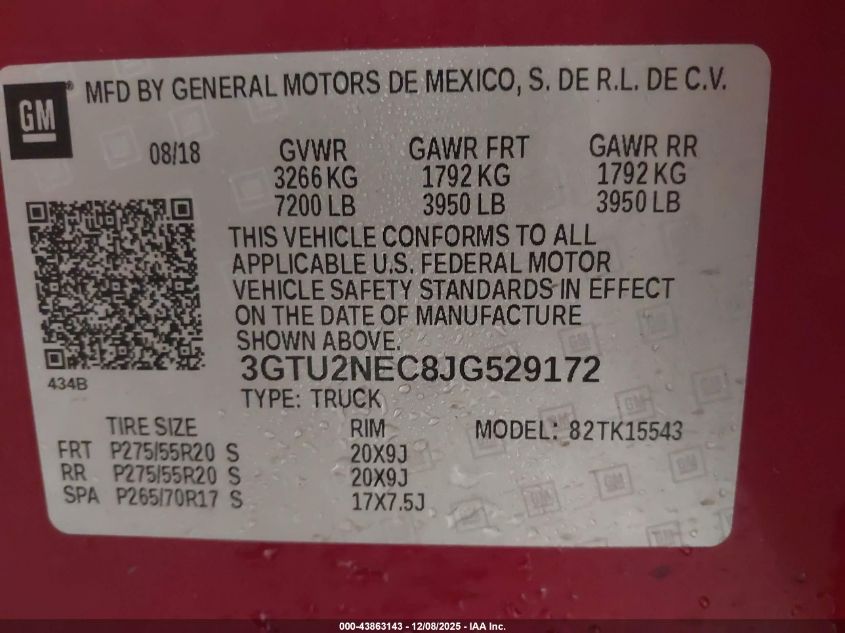 GM ® MFD BY GENERAL MOTORS DE MEXICO, S. DE R.L. DE C.V.
08/18 GVWR GAWR FRT GAWR RR
3266 KG 1792 KG 1792 KG
7200 LB 3950 LB 3950 LB
THIS VEHICLE CONFORMS TO ALL
APPLICABLE U.S. FEDERAL MOTOR
VEHICLE SAFETY STANDARDS IN EFFECT
ON THE DATE OF MANUFACTURE
SHOWN ABOVE.
3GTU2NEC8JG529172
434B
TYPE: TRUCK
TIRE SIZE RIM MODEL: 82TK15543
FRT P275/55R20 S 20X9J
RR P275/55R20 S 20X9J
SPA P265/70R17 S 17X7.5J
000-43863143 - 12/08/2025 - IAA Inc.